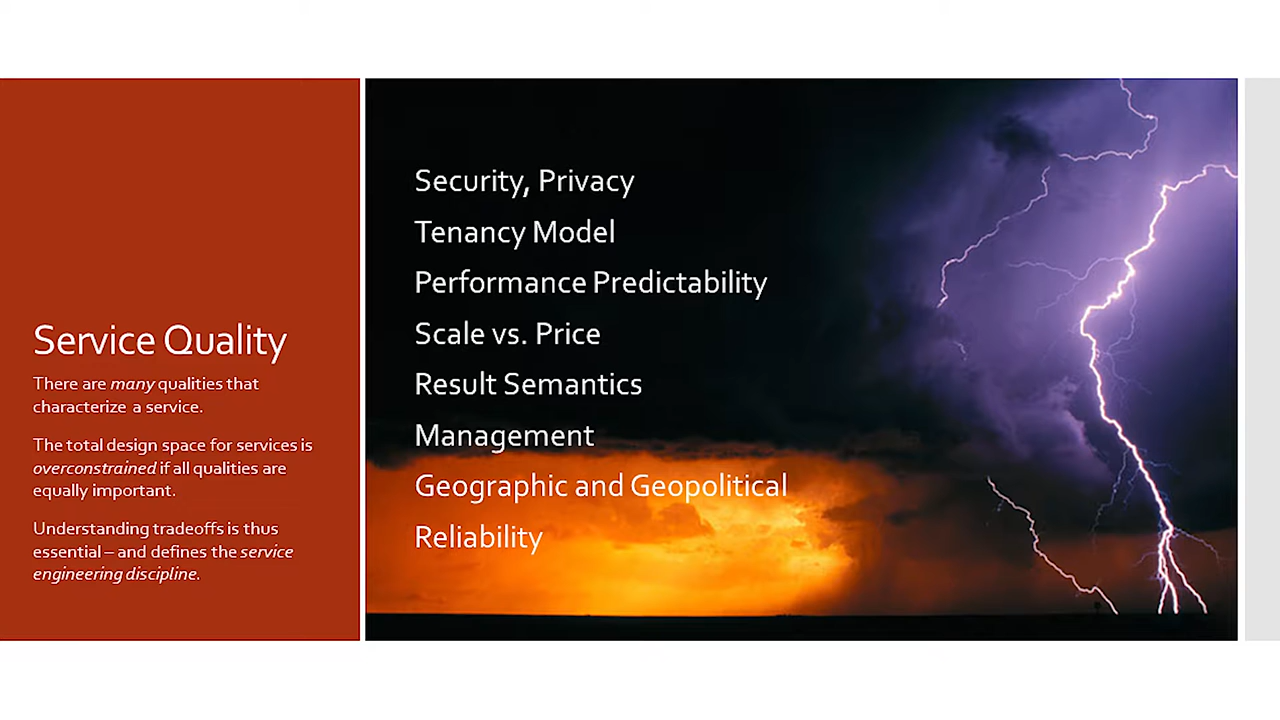 Service Quality
There are many qualities that
characterize a service.
The total design space for services is
overconstrained if all qualities are
equally important.
Understanding tradeoffs is thus
essential – and defines the service
engineering discipline.
Security, Privacy
Tenancy Model
Performance Predictability
Scale vs. Price
Result Semantics
Management
Geographic and Geopolitical
Reliability